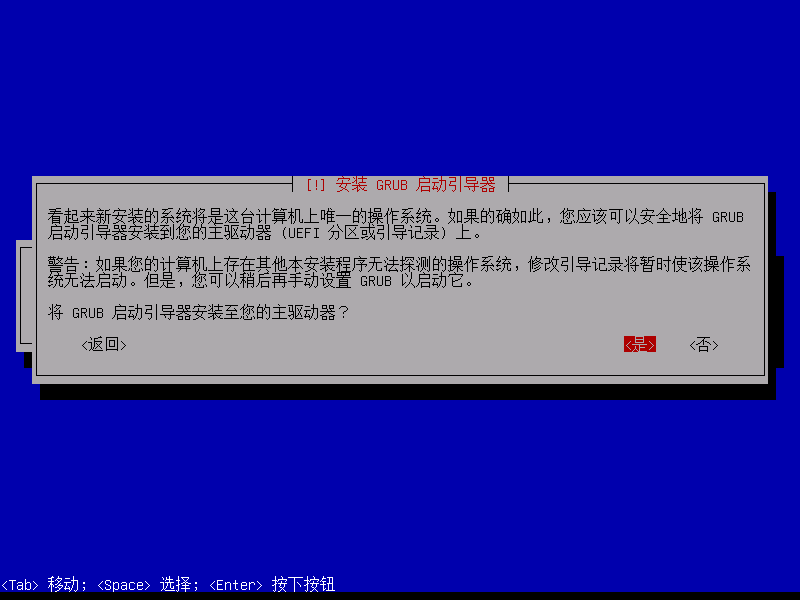 [!] 安装 GRUB 启动引导器
看起来新安装的系统将是这台计算机上唯一的操作系统。如果的确如此，您应该可以安全地将 GRUB
启动引导器安装到您的主驱动器 (UEFI 分区或引导记录) 上。
警告：如果您的计算机上存在其他本安装程序无法探测的操作系统，修改引导记录将暂时使该操作系
统无法启动。但是，您可以稍后再手动设置 GRUB 以启动它。
将 GRUB 启动引导器安装至您的主驱动器？
<返回> <是> <否>
<Tab> 移动；<Space> 选择；<Enter> 按下按钮